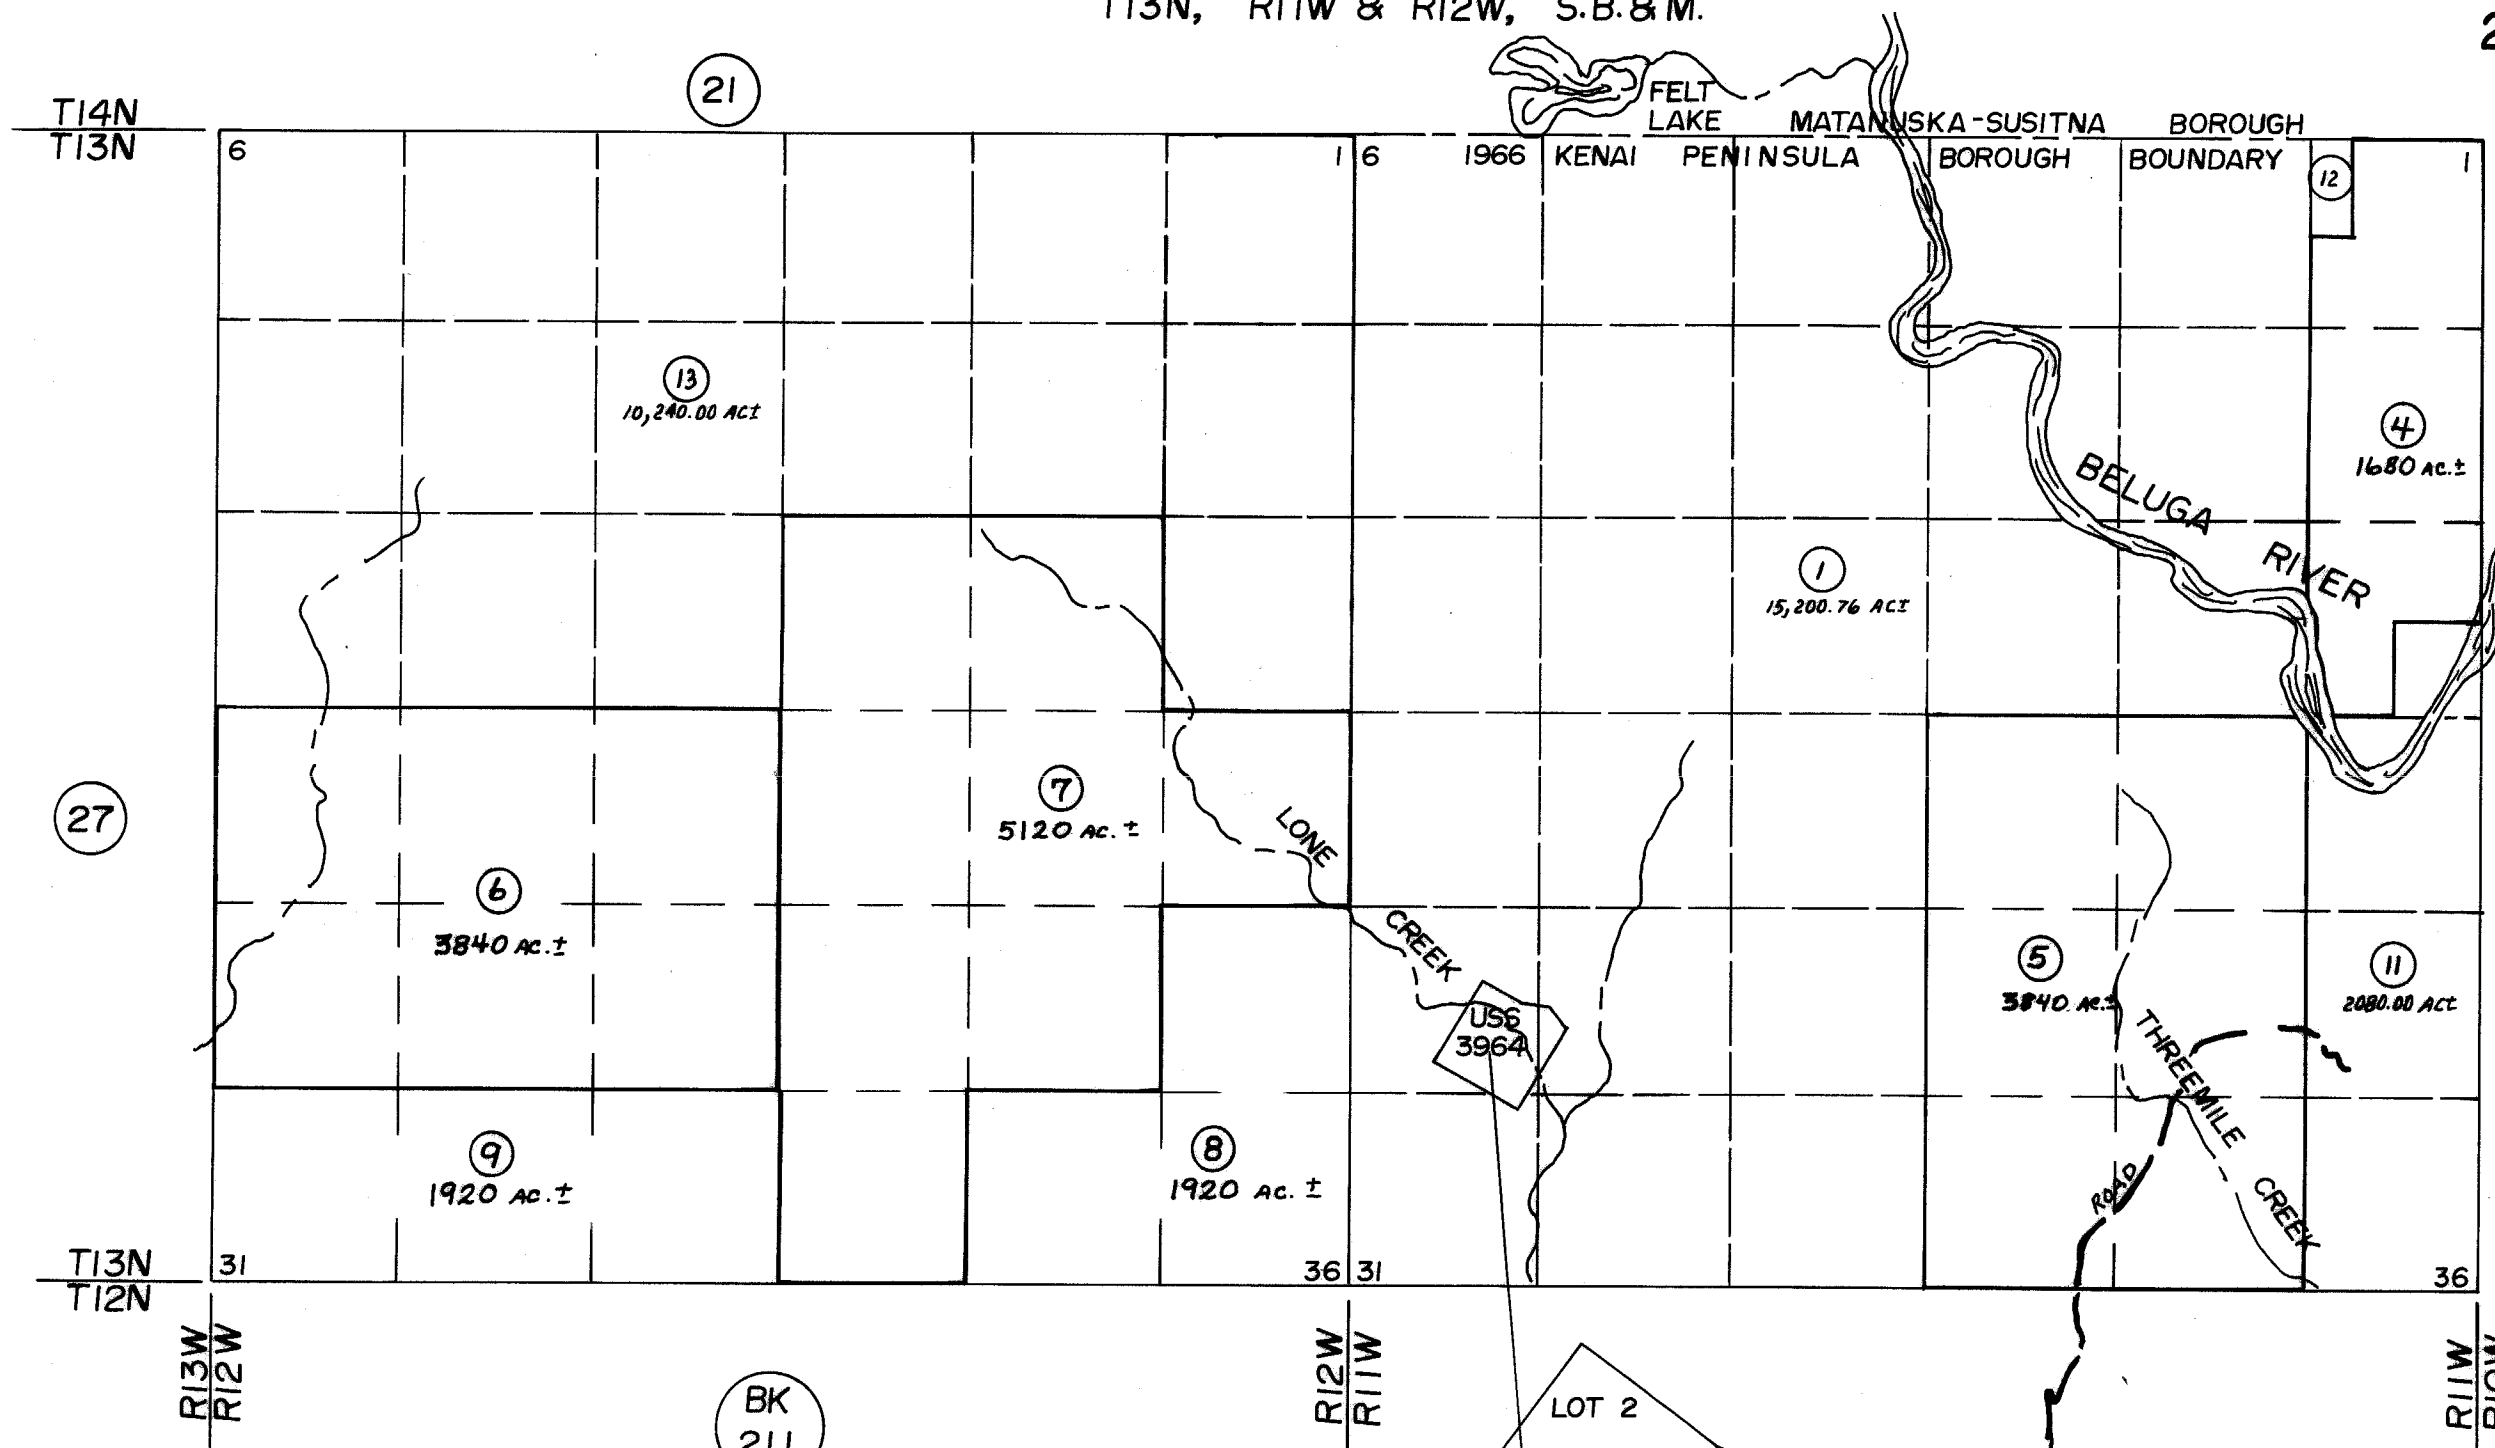 T13N, R11W & R12W, S.B.&M.
2
21
FELT
LAKE
T14N
T13N
MATANUSKA-SUSITNA BOROUGH
6
1
6
1966 KENAI PENINSULA BOROUGH BOUNDARY
12
1
13
10,240.00 AC±
4
1680 AC.±
BELUGA
RIVER
1
15,200.76 AC±
27
7
5120 AC. ±
LONE
CREEK
6
3840 AC.±
5
3840 AC.±
11
2080.00 AC±
USS
3964
THREEMILE
CREEK
ROAD
9
1920 AC.±
8
1920 AC. ±
T13N
T12N
31
36
31
36
R13W
R12W
R12W
R11W
R11W
BK
211
LOT 2